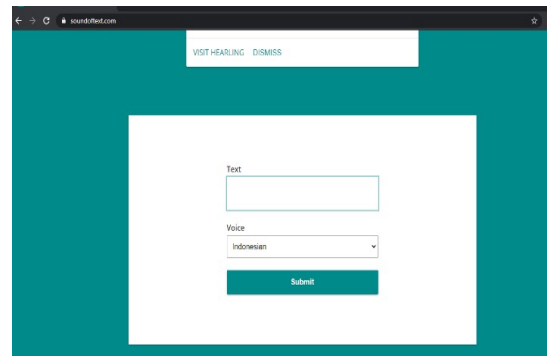 soundoftext.com
VISIT HEARLING DISMISS
Text
Voice
Indonesian
Submit